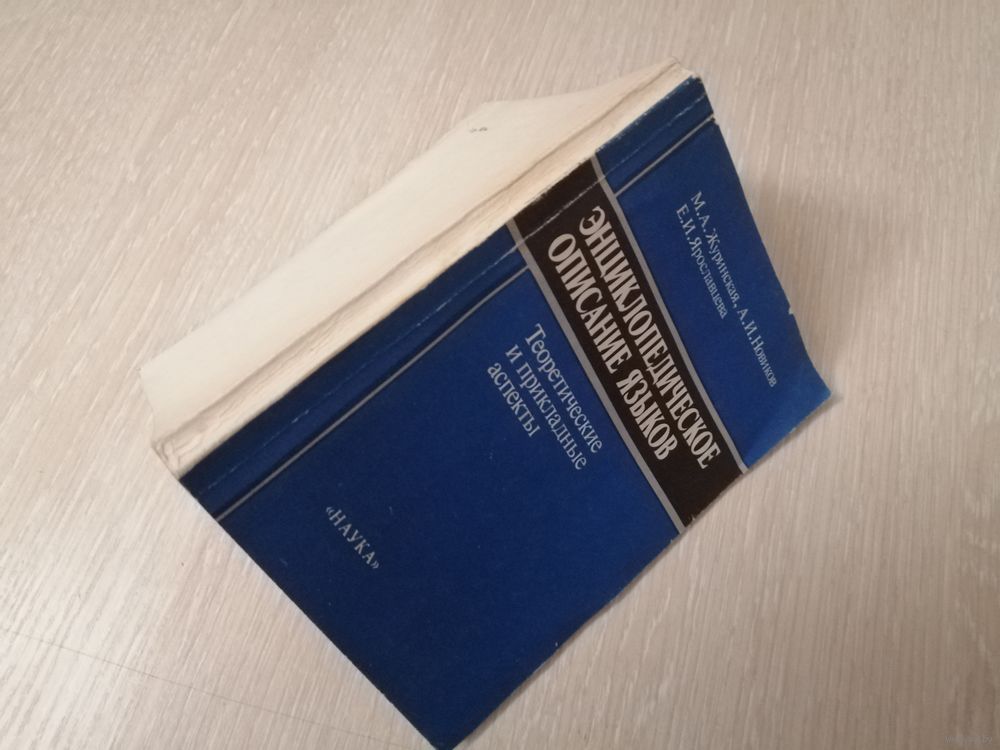 М.А. Журинская, А.И. Новиков
Е.И. Ярославцева
ЭНЦИКЛОПЕДИЧЕСКОЕ
ОПИСАНИЕ ЯЗЫКОВ
Теоретические
и прикладные
аспекты
«НАУКА»